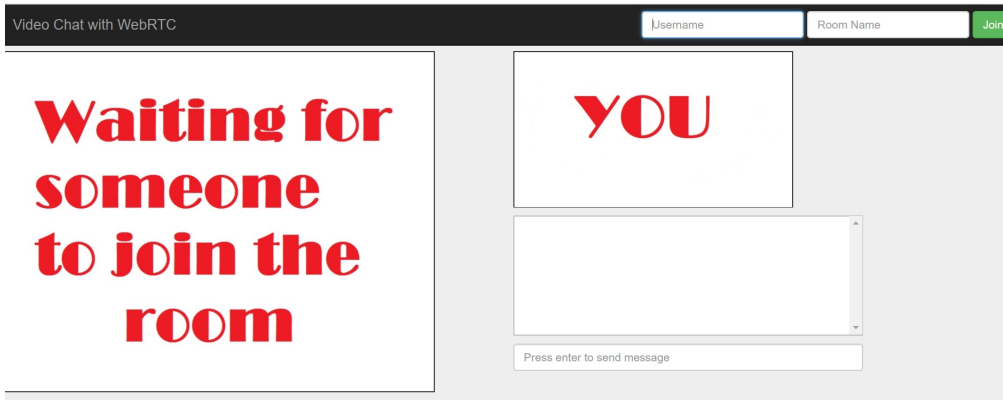 Video Chat with WebRTC
Username
Room Name
Join
Waiting for
someone
to join the
room
YOU
Press enter to send message